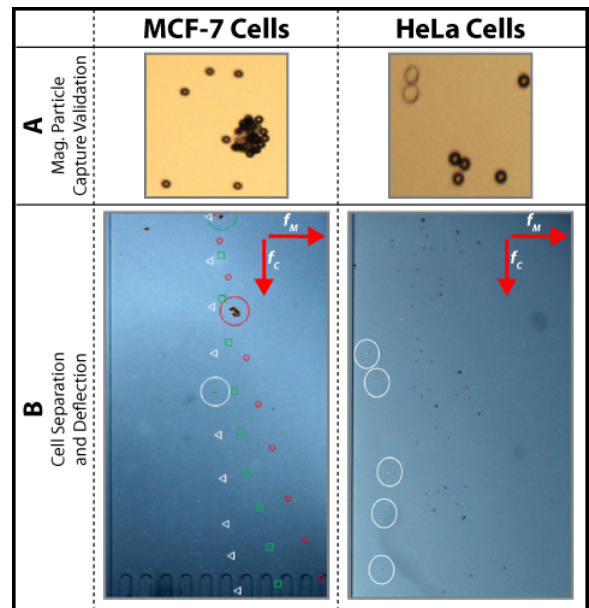 MCF-7 Cells
HeLa Cells
A
Mag. Particle
Capture Validation
B
Cell Separation
and Deflection
fM
fC
fM
fC